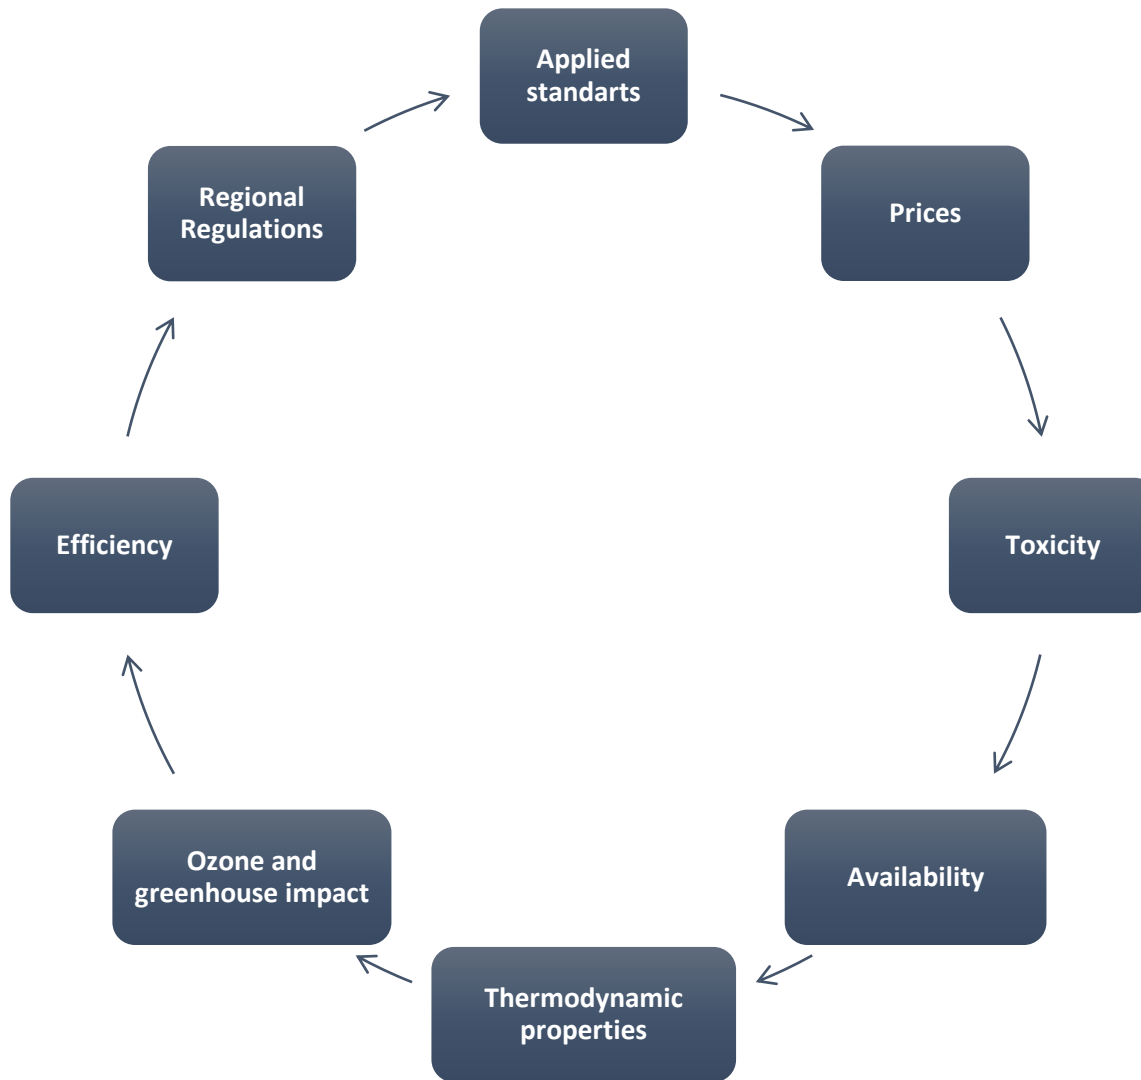 Applied
standarts
Prices
Toxicity
Availability
Thermodynamic
properties
Ozone and
greenhouse impact
Efficiency
Regional
Regulations